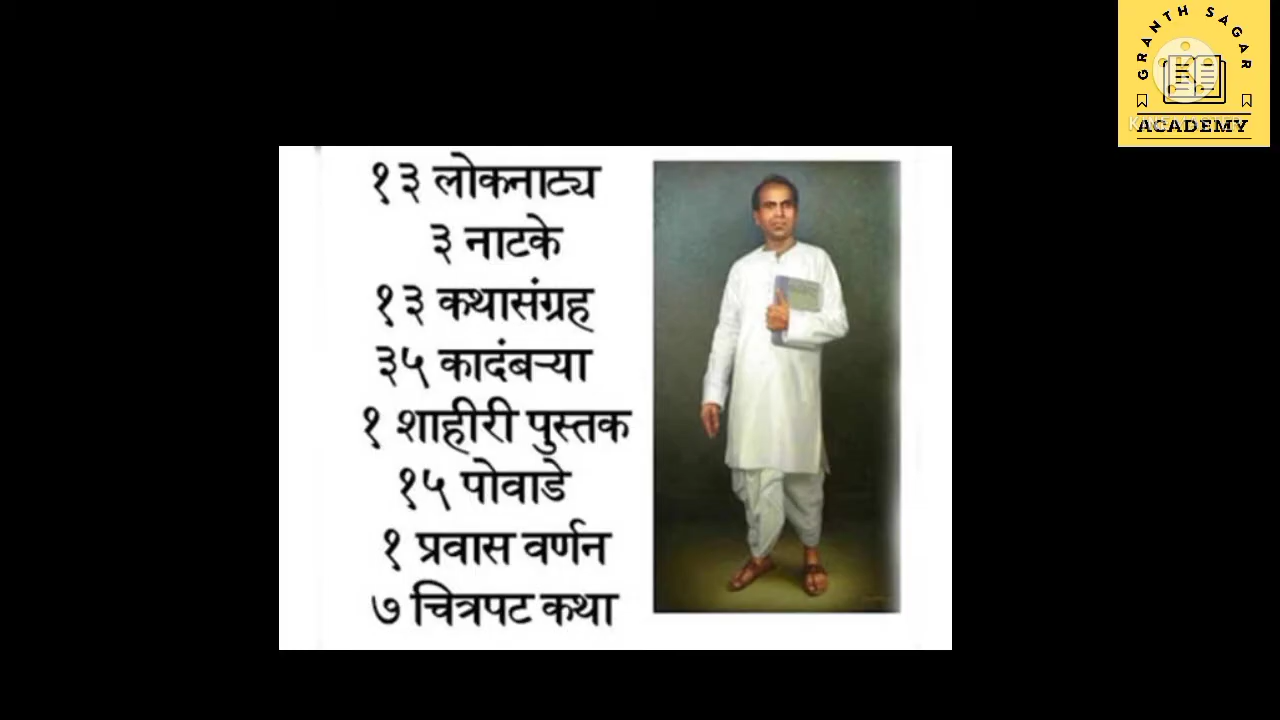 GRANTH SAGAR
ACADEMY
१३ लोकनाट्य
३ नाटके
१३ कथासंग्रह
३५ कादंबऱ्या
१ शाहीरी पुस्तक
१५ पोवाडे
१ प्रवास वर्णन
७ चित्रपट कथा